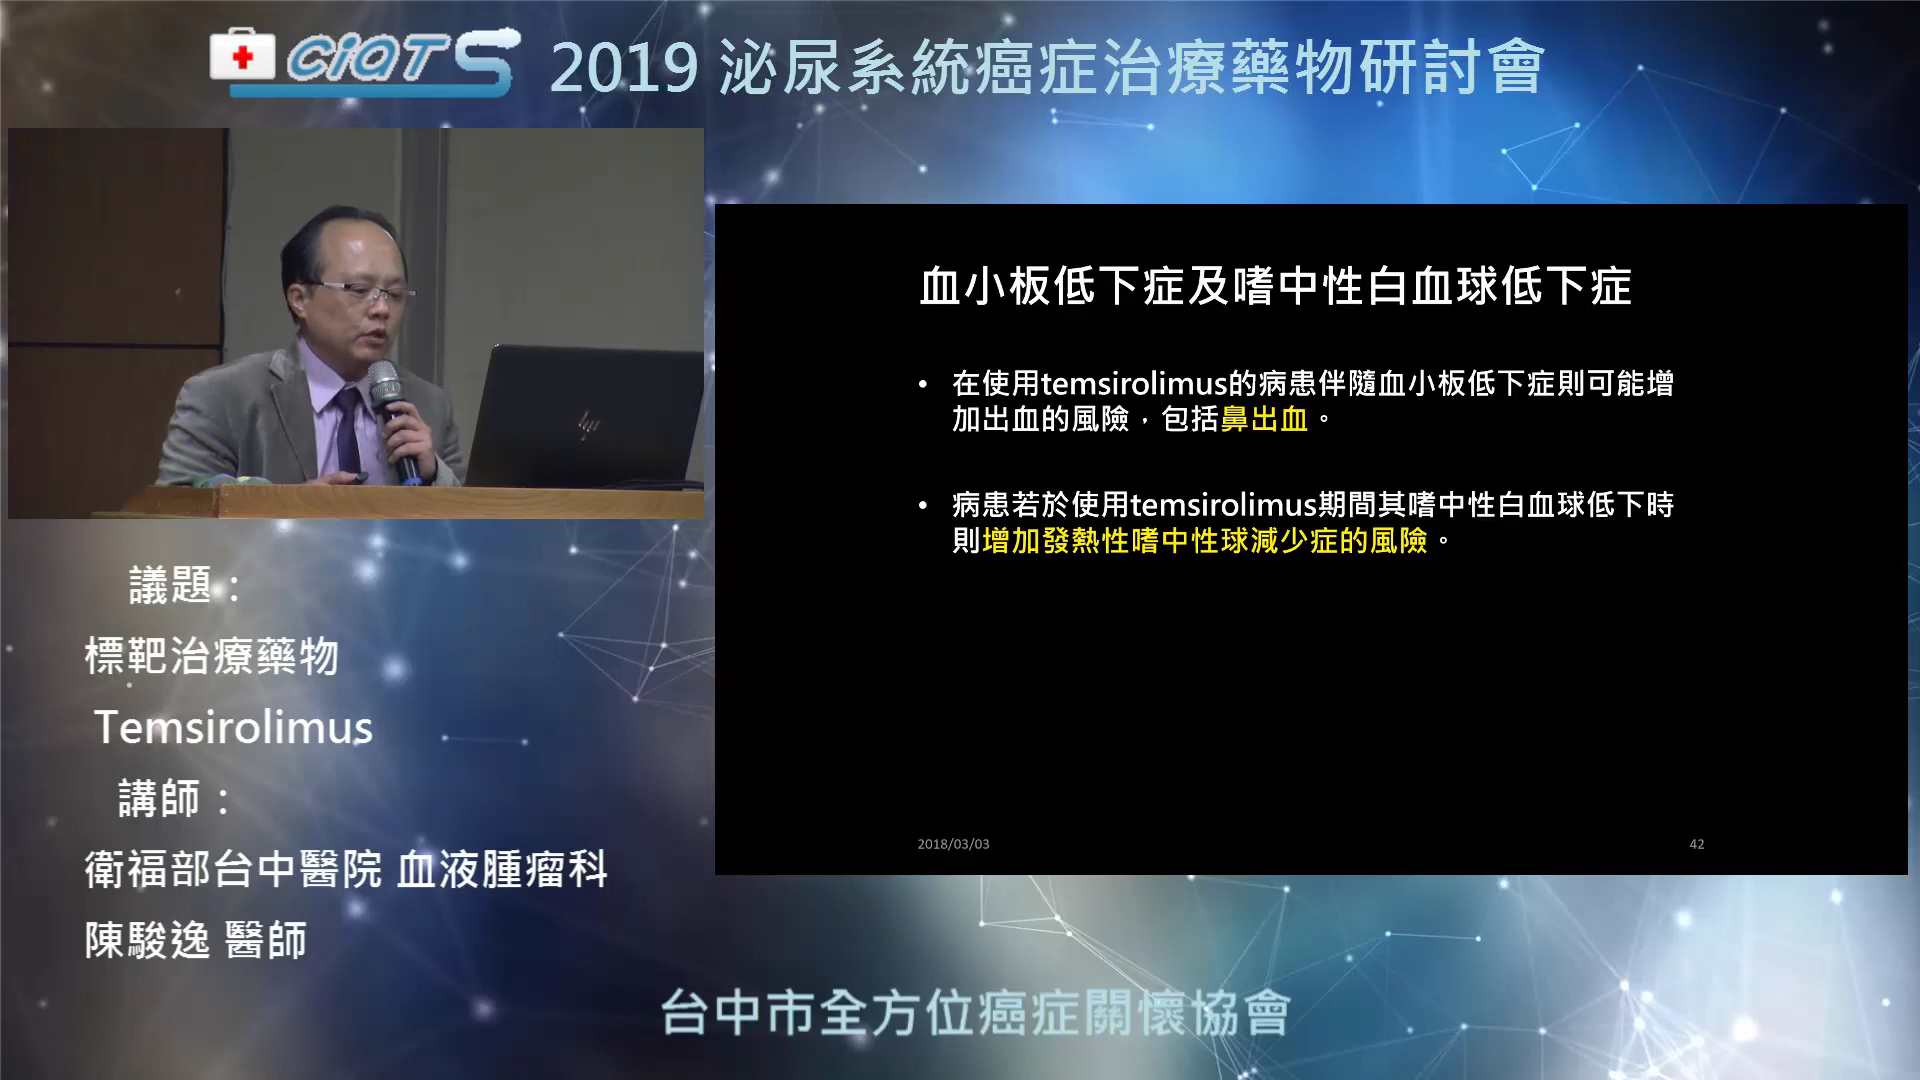 CiQTS 2019 泌尿系統癌症治療藥物研討會
血小板低下症及嗜中性白血球低下症
• 在使用temsirolimus的病患伴隨血小板低下症則可能增
加出血的風險，包括鼻出血。
• 病患若於使用temsirolimus期間其嗜中性白血球低下時
則增加發熱性嗜中性球減少症的風險。
2018/03/03 42
hp
議題：
標靶治療藥物
Temsirolimus
講師：
衛福部台中醫院 血液腫瘤科
陳駿逸 醫師
台中市全方位癌症關懷協會